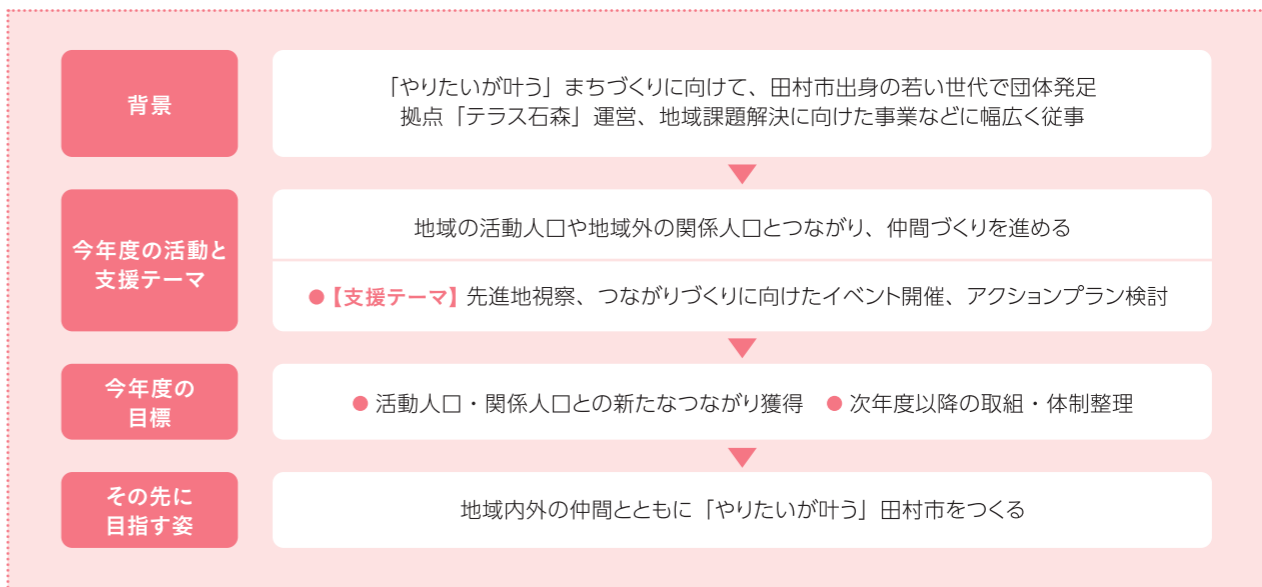 背景
「やりたいが叶う」まちづくりに向けて、田村市出身の若い世代で団体発足
拠点「テラス石森」運営、地域課題解決に向けた事業などに幅広く従事
今年度の活動と
支援テーマ
地域の活動人口や地域外の関係人口とつながり、仲間づくりを進める
●【支援テーマ】先進地視察、つながりづくりに向けたイベント開催、アクションプラン検討
今年度の
目標
●活動人口・関係人口との新たなつながり獲得 ●次年度以降の取組・体制整理
その先に
目指す姿
地域内外の仲間とともに「やりたいが叶う」田村市をつくる